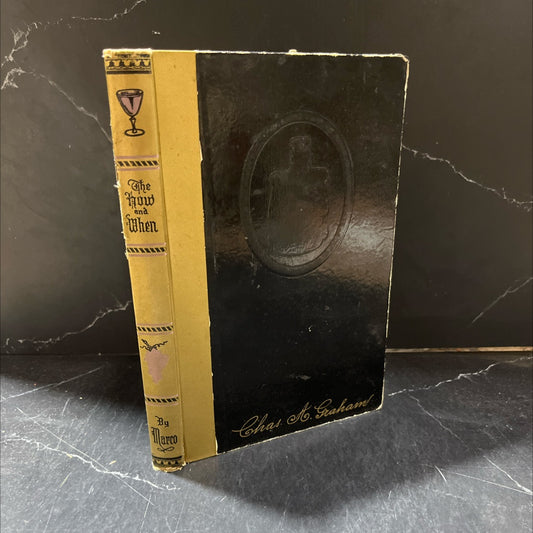 The
How
and
When
By
Marco
Chas. M. Graham